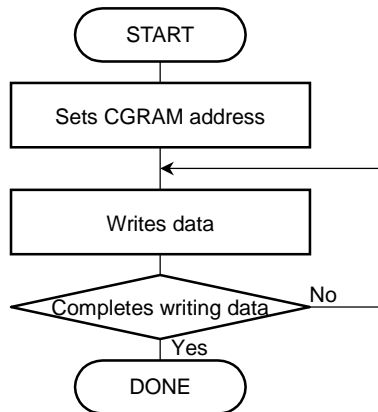 START
Sets CGRAM address
Writes data
Completes writing data
No
Yes
DONE